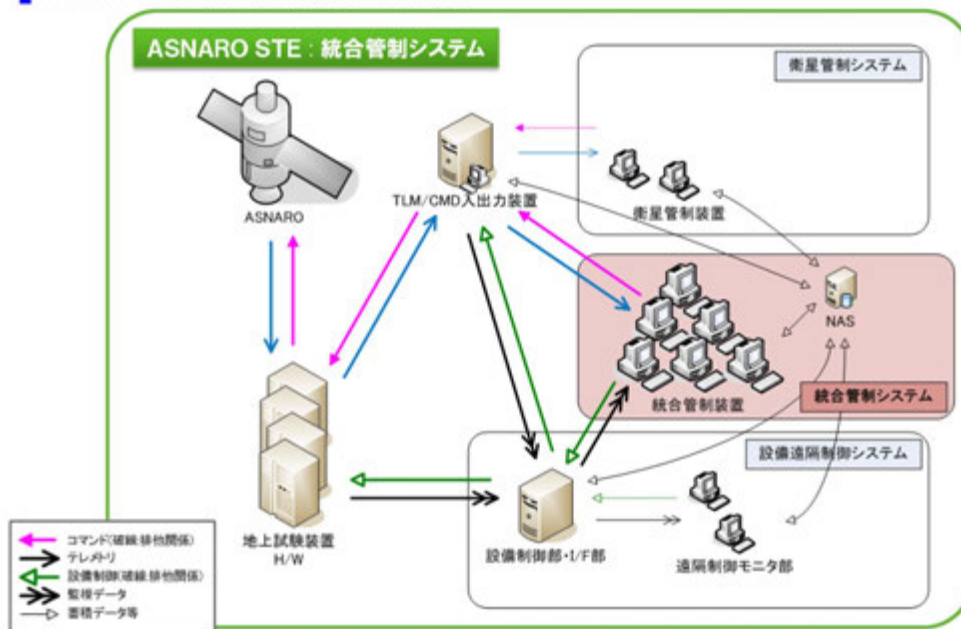 ASNARO STE : 統合管制システム
衛星管制システム
ASNARO
TLM/CMD入出力装置
衛星管制装置
NAS
統合管制装置
統合管制システム
設備遠隔制御システム
地上試験装置
H/W
設備制御部・I/F部
遠隔制御モニタ部
コマンド(破線:排他関係)
テレメトリ
設備制御(破線:排他関係)
監視データ
蓄積データ等